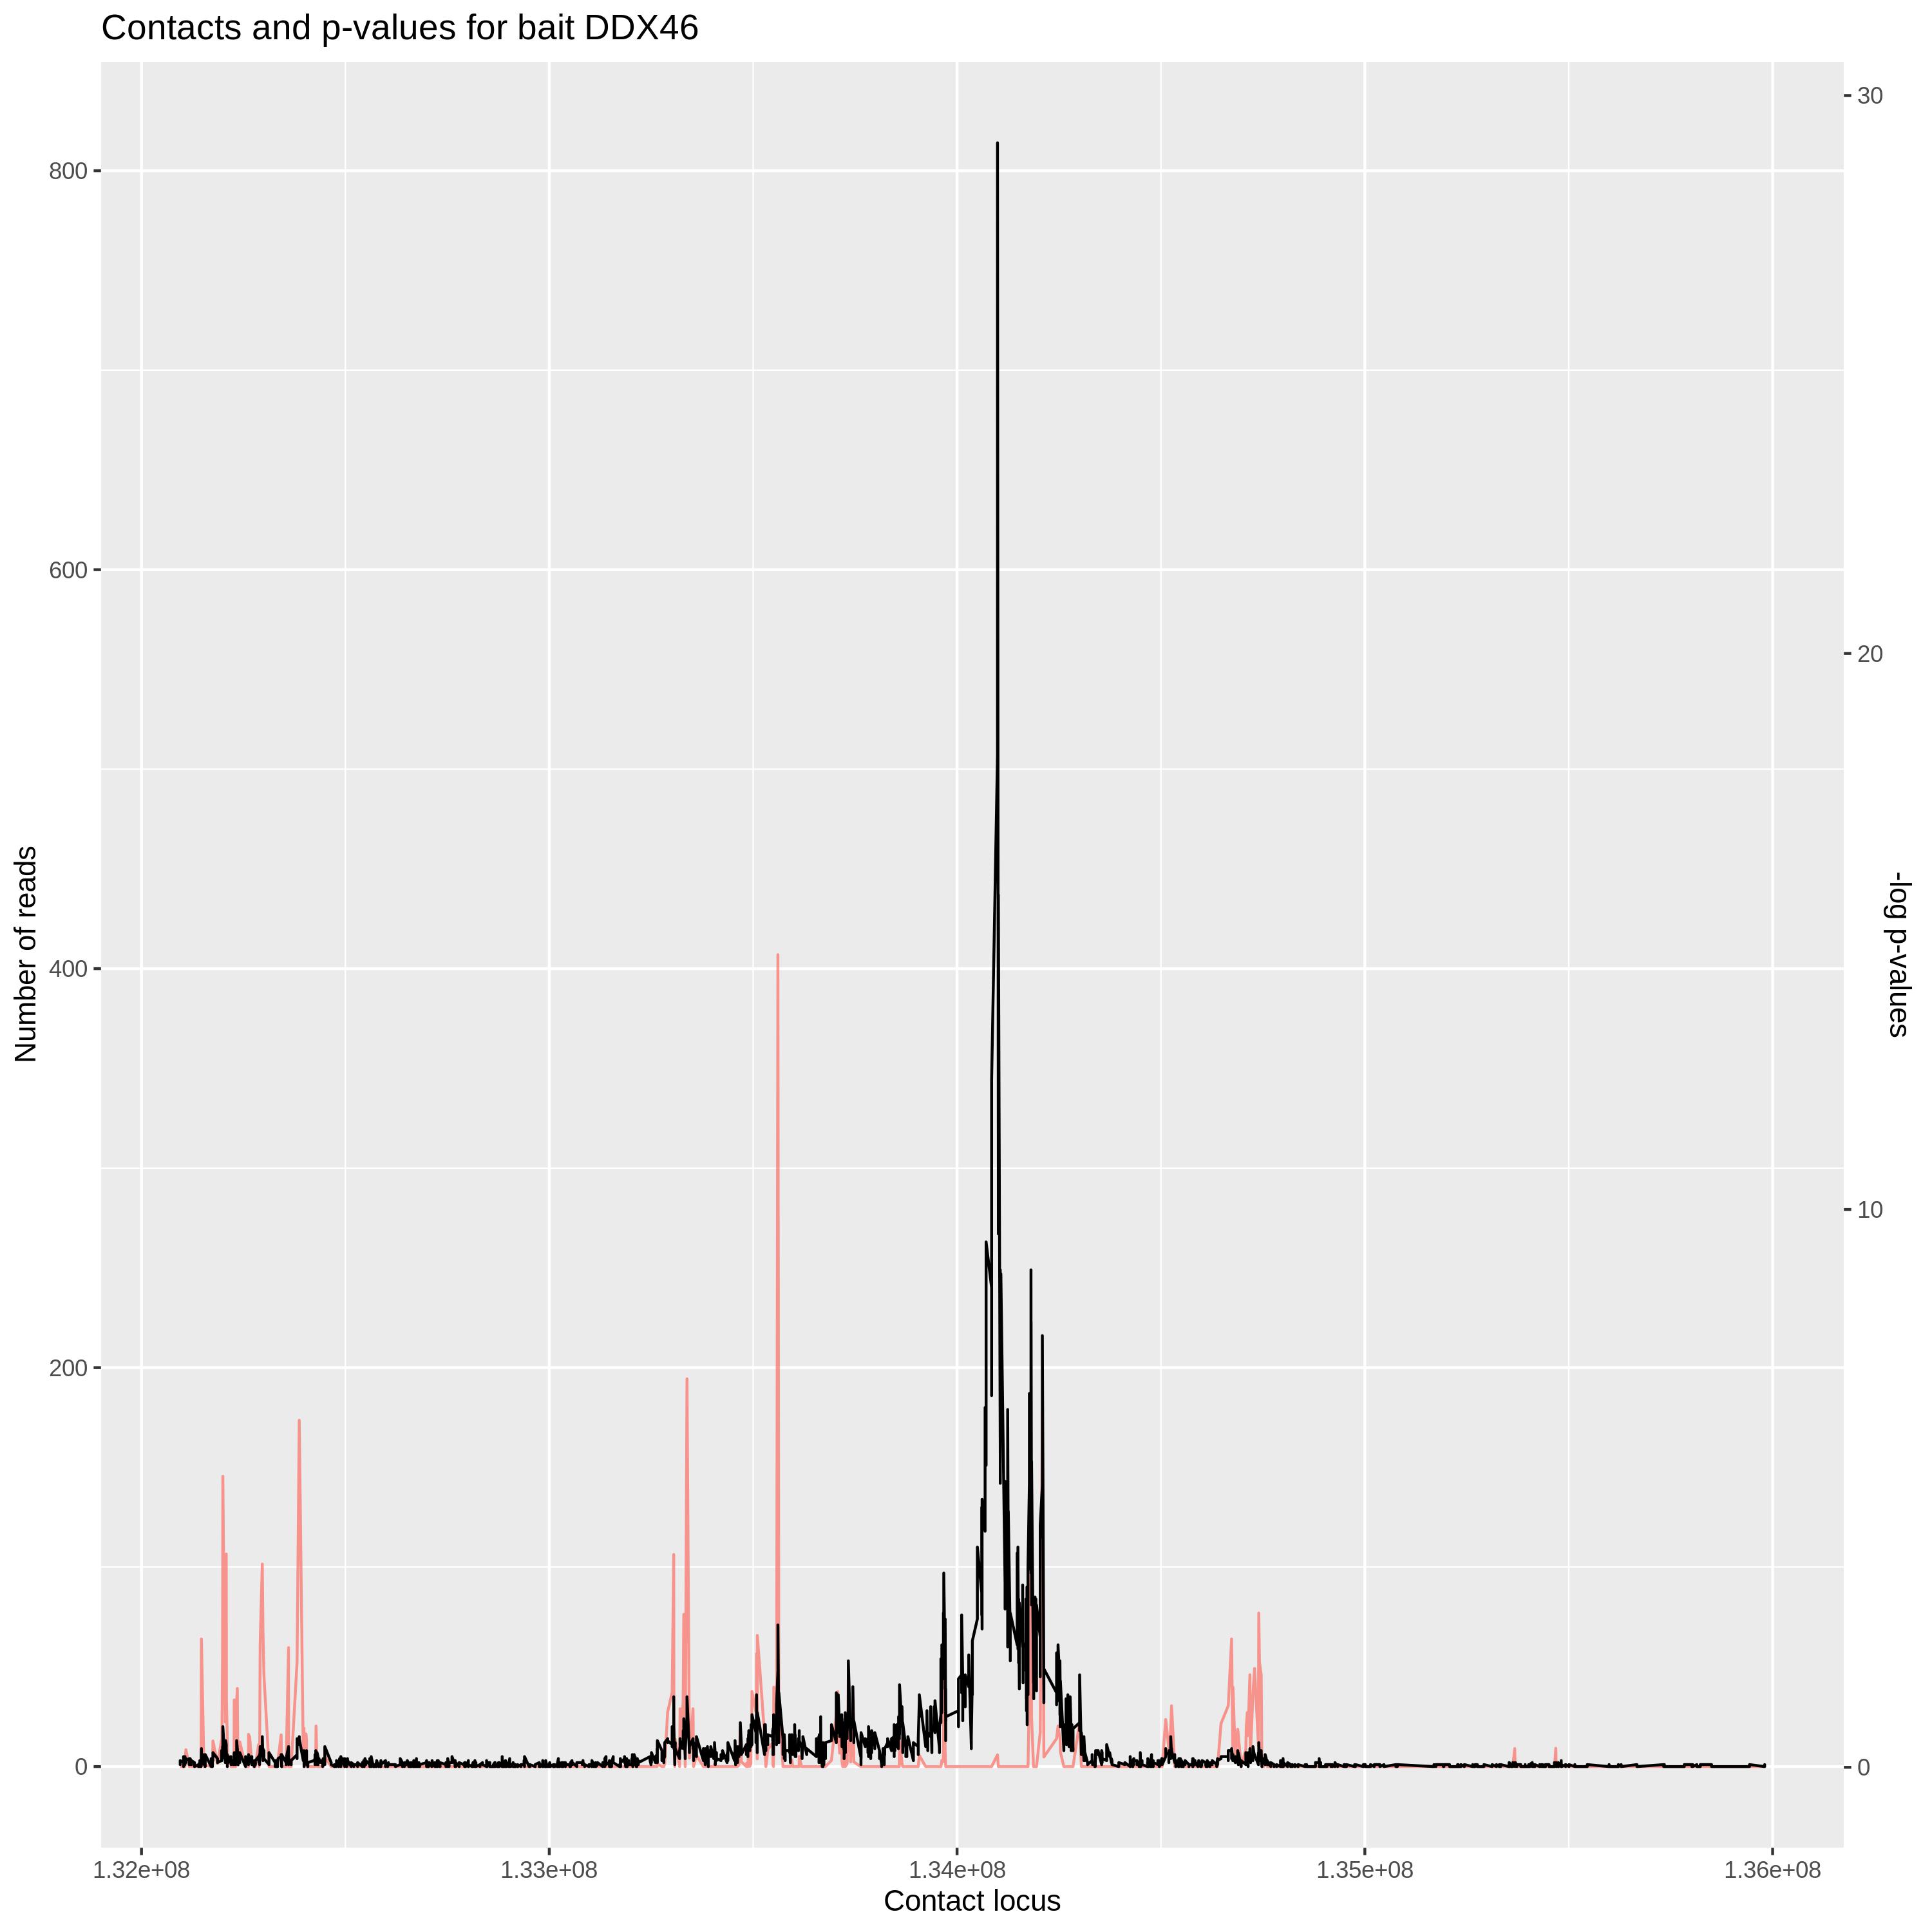 Contacts and p-values for bait DDX46
30
800
600
20
Number of reads
-log p-values
400
10
200
0
0
1.32e+08
1.33e+08
1.34e+08
1.35e+08
1.36e+08
Contact locus